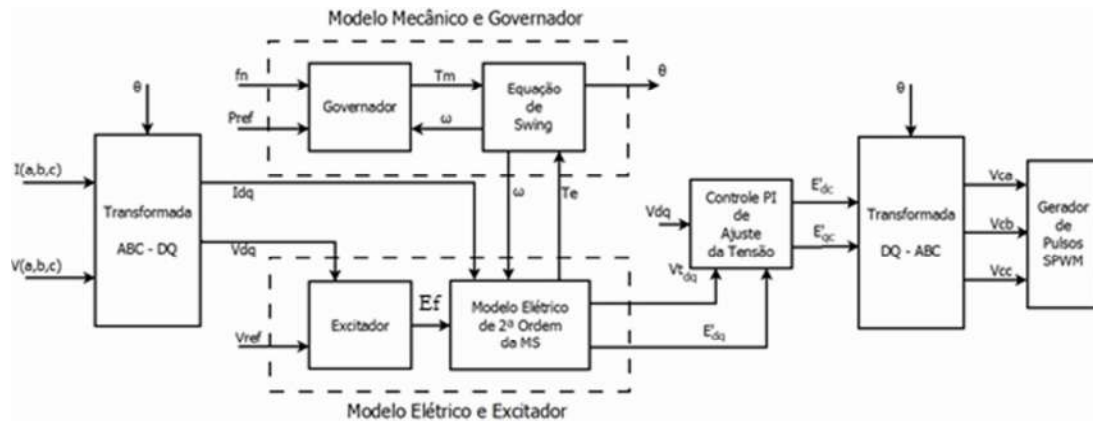 Modelo Mecânico e Governador
fn
Pref
Governador
Tm
ω
Equação
de
Swing
θ
θ
I(a,b,c)
V(a,b,c)
Transformada
ABC - DQ
Idq
Vdq
ω
Te
Vref
Excitador
Ef
Modelo Elétrico
de 2ª Ordem
da MS
Modelo Elétrico e Excitador
Vdq
Vtdq
E'dq
Controle PI
de
Ajuste
da Tensão
E'dc
E'qc
θ
Transformada
DQ - ABC
Vca
Vcb
Vcc
Gerador
de
Pulsos
SPWM